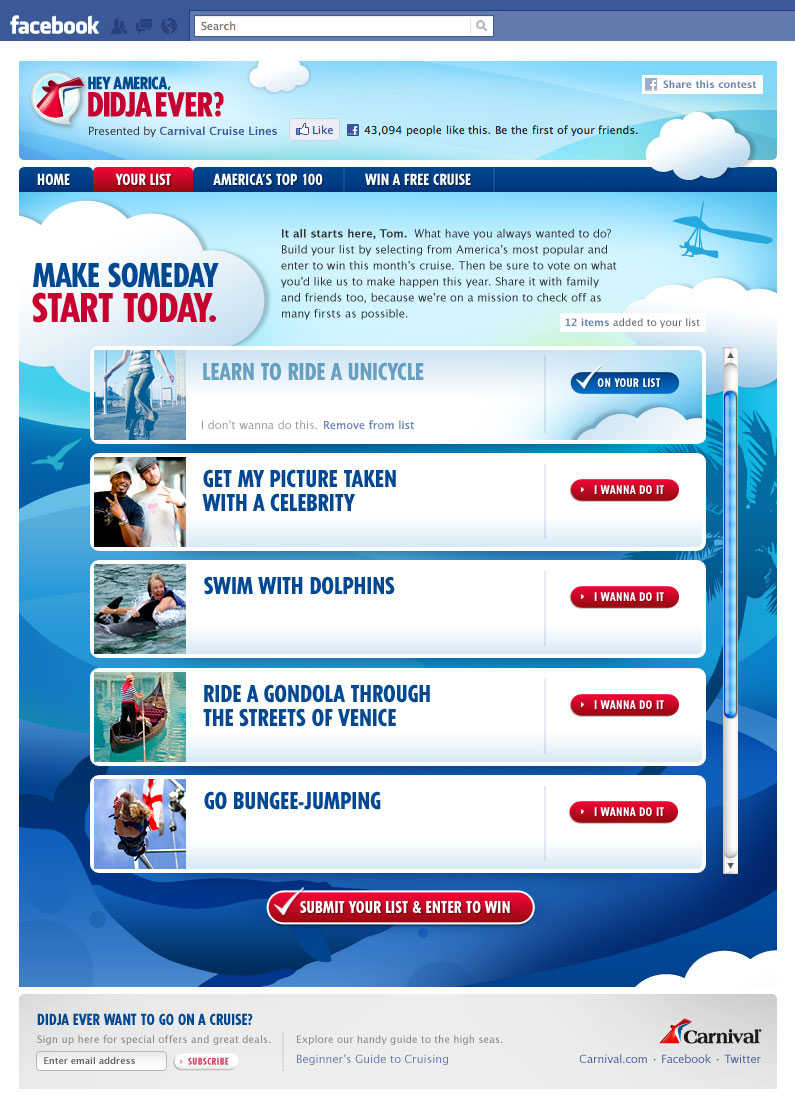 facebook
Search
HEY AMERICA,
DIDJA EVER?
Presented by Carnival Cruise Lines
Like
43,094 people like this. Be the first of your friends.
Share this contest
HOME
YOUR LIST
AMERICA'S TOP 100
WIN A FREE CRUISE
MAKE SOMEDAY
START TODAY.
It all starts here, Tom. What have you always wanted to do?
Build your list by selecting from America's most popular and
enter to win this month's cruise. Then be sure to vote on what
you'd like us to make happen this year. Share it with family
and friends too, because we're on a mission to check off as
many firsts as possible.
12 items added to your list
LEARN TO RIDE A UNICYCLE
I don't wanna do this. Remove from list
ON YOUR LIST
GET MY PICTURE TAKEN
WITH A CELEBRITY
I WANNA DO IT
SWIM WITH DOLPHINS
I WANNA DO IT
RIDE A GONDOLA THROUGH
THE STREETS OF VENICE
I WANNA DO IT
GO BUNGEE-JUMPING
I WANNA DO IT
SUBMIT YOUR LIST & ENTER TO WIN
DIDJA EVER WANT TO GO ON A CRUISE?
Sign up here for special offers and great deals.
Enter email address
SUBSCRIBE
Explore our handy guide to the high seas.
Beginner's Guide to Cruising
Carnival
Carnival.com · Facebook · Twitter